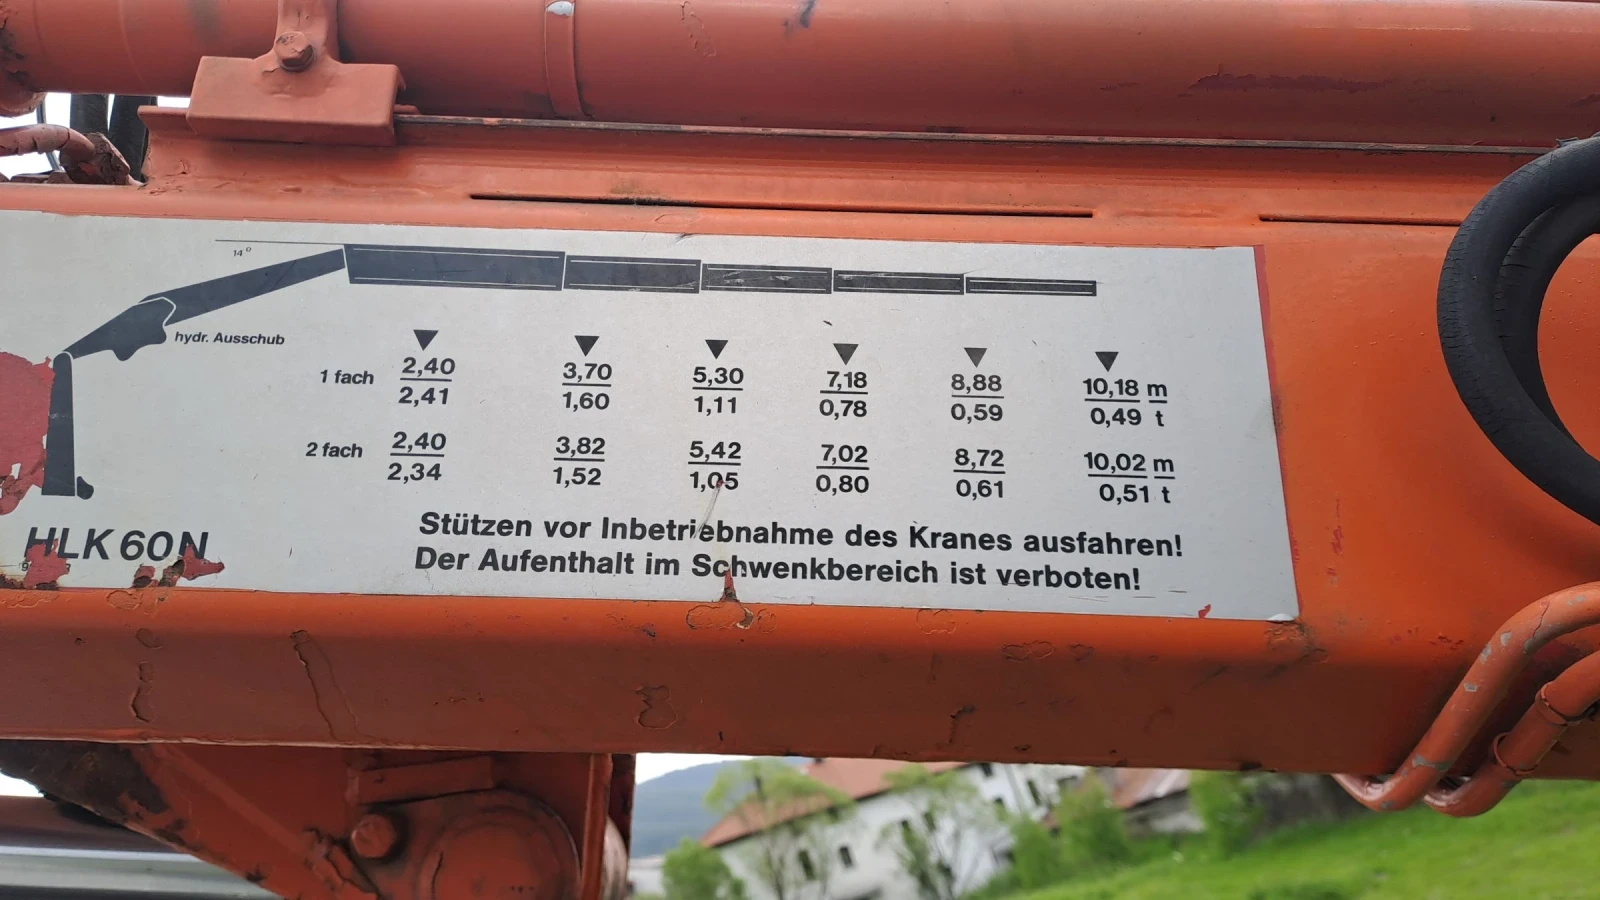 14°
hydr. Ausschub
1 fach 2,40 3,70 5,30 7,18 8,88 10,18 m
2,41 1,60 1,11 0,78 0,59 0,49 t
2 fach 2,40 3,82 5,42 7,02 8,72 10,02 m
2,34 1,52 1,05 0,80 0,61 0,51 t
HLK 60 N
Stützen vor Inbetriebnahme des Kranes ausfahren!
Der Aufenthalt im Schwenkbereich ist verboten!